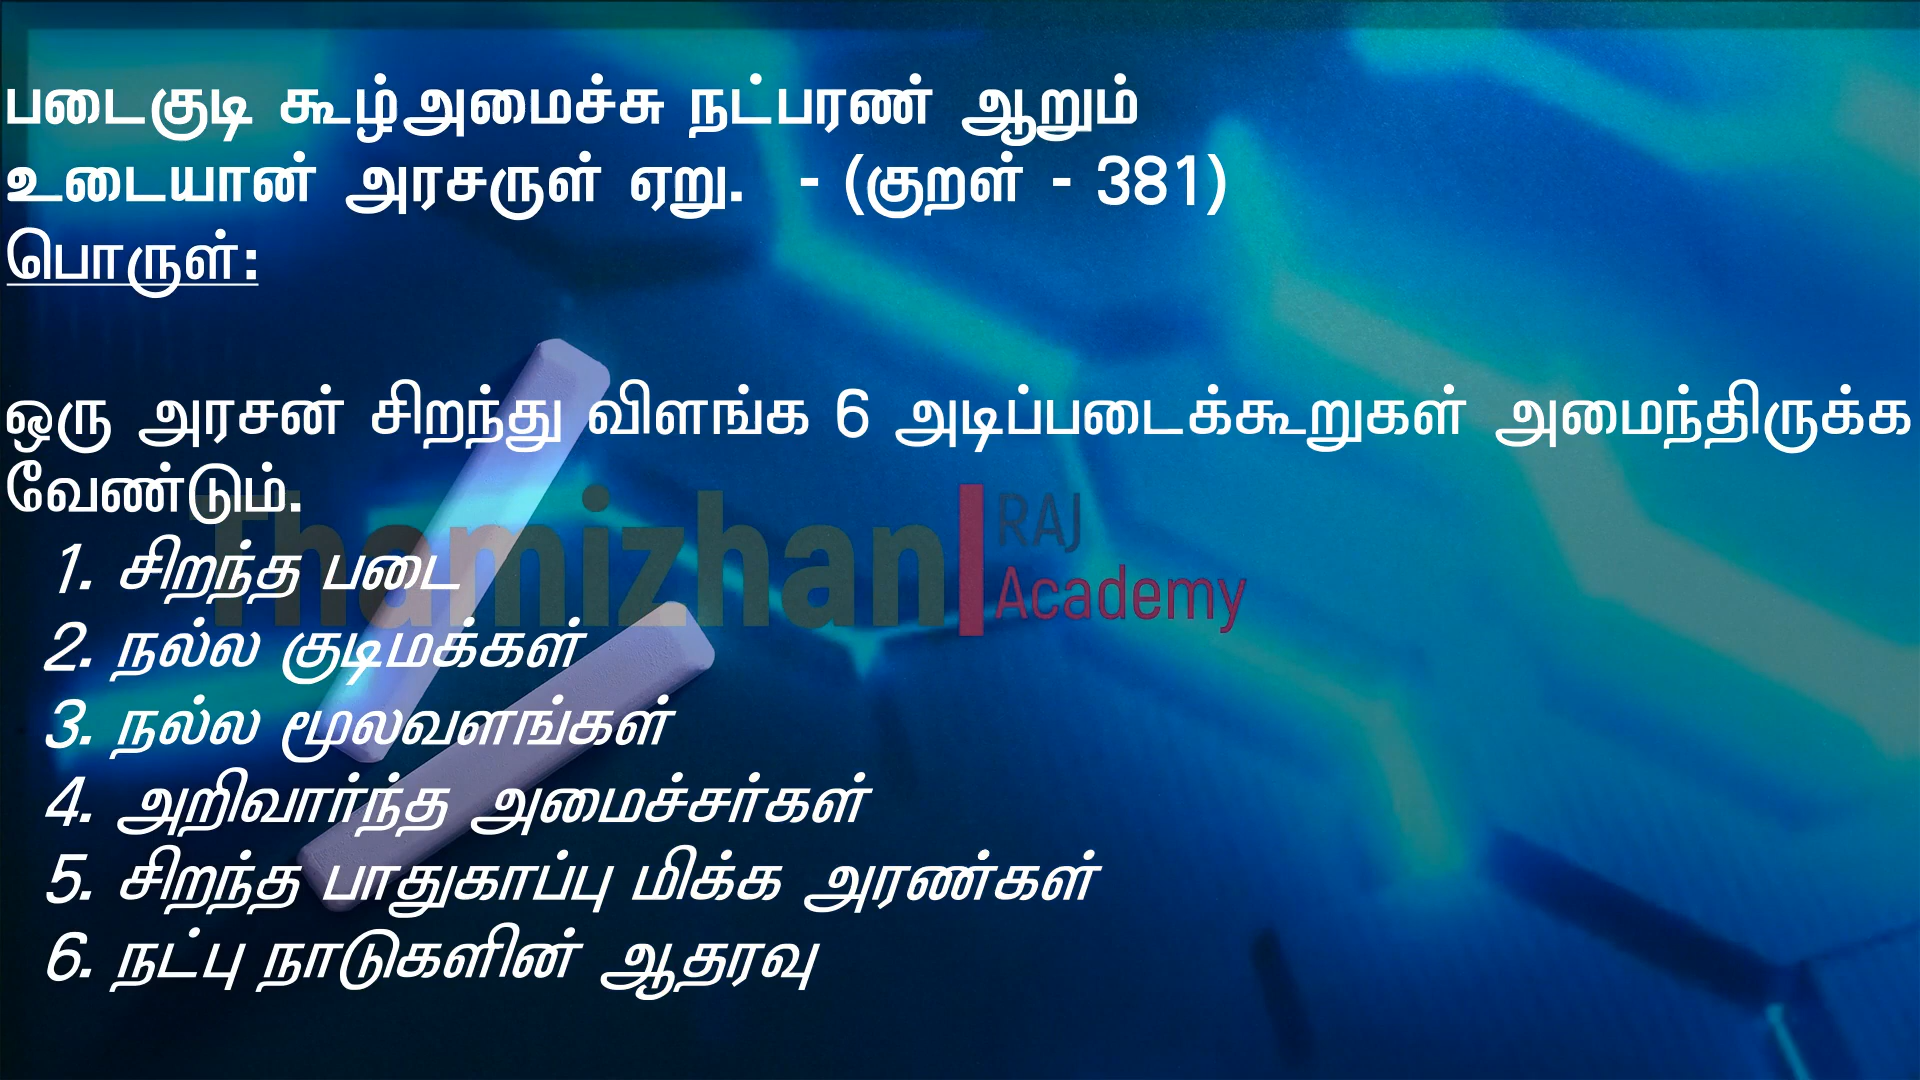 படைகுடி கூழ்அமைச்சு நட்பரண் ஆறும்
உடையான் அரசருள் ஏறு. - (குறள் - 381)
பொருள்:
ஒரு அரசன் சிறந்து விளங்க 6 அடிப்படைக்கூறுகள் அமைந்திருக்க
வேண்டும்.
1. சிறந்த படை
2. நல்ல குடிமக்கள்
3. நல்ல மூலவளங்கள்
4. அறிவார்ந்த அமைச்சர்கள்
5. சிறந்த பாதுகாப்பு மிக்க அரண்கள்
6. நட்பு நாடுகளின் ஆதரவு
Thamizhan RAJ
Academy